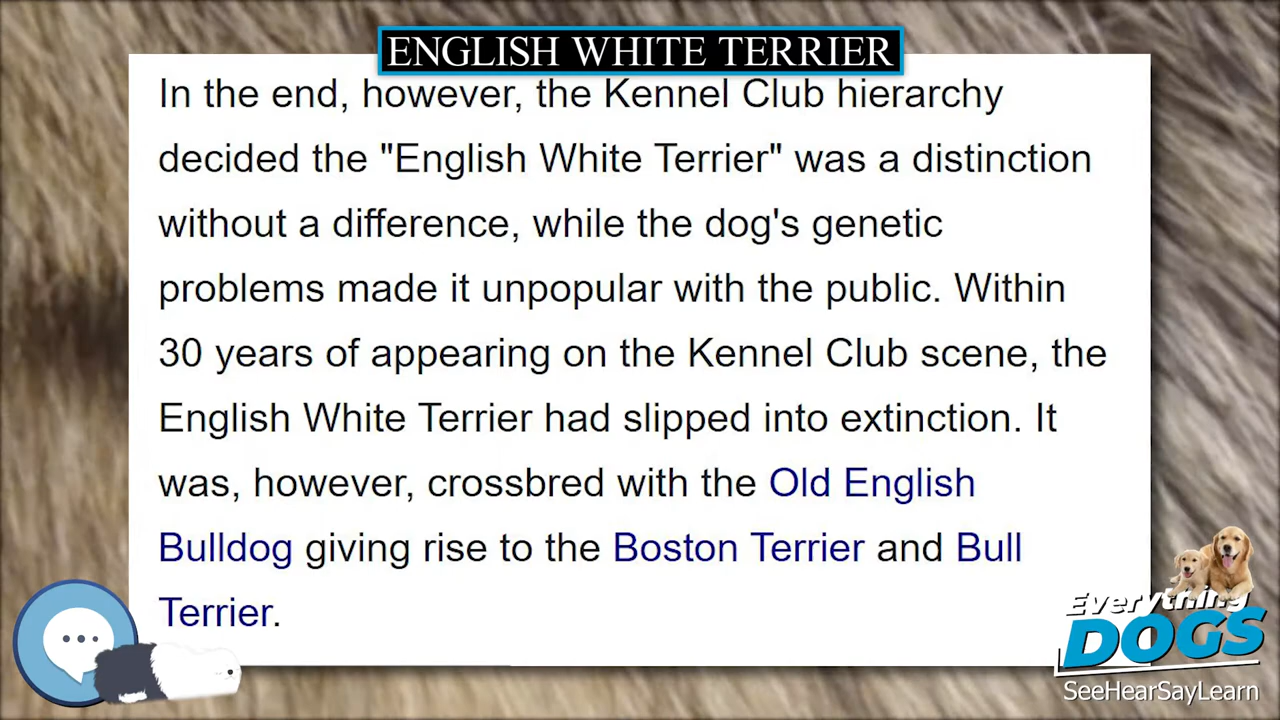 ENGLISH WHITE TERRIER
In the end, however, the Kennel Club hierarchy
decided the "English White Terrier" was a distinction
without a difference, while the dog's genetic
problems made it unpopular with the public. Within
30 years of appearing on the Kennel Club scene, the
English White Terrier had slipped into extinction. It
was, however, crossbred with the Old English
Bulldog giving rise to the Boston Terrier and Bull
Terrier.
Everything
DOGS
SeeHearSayLearn